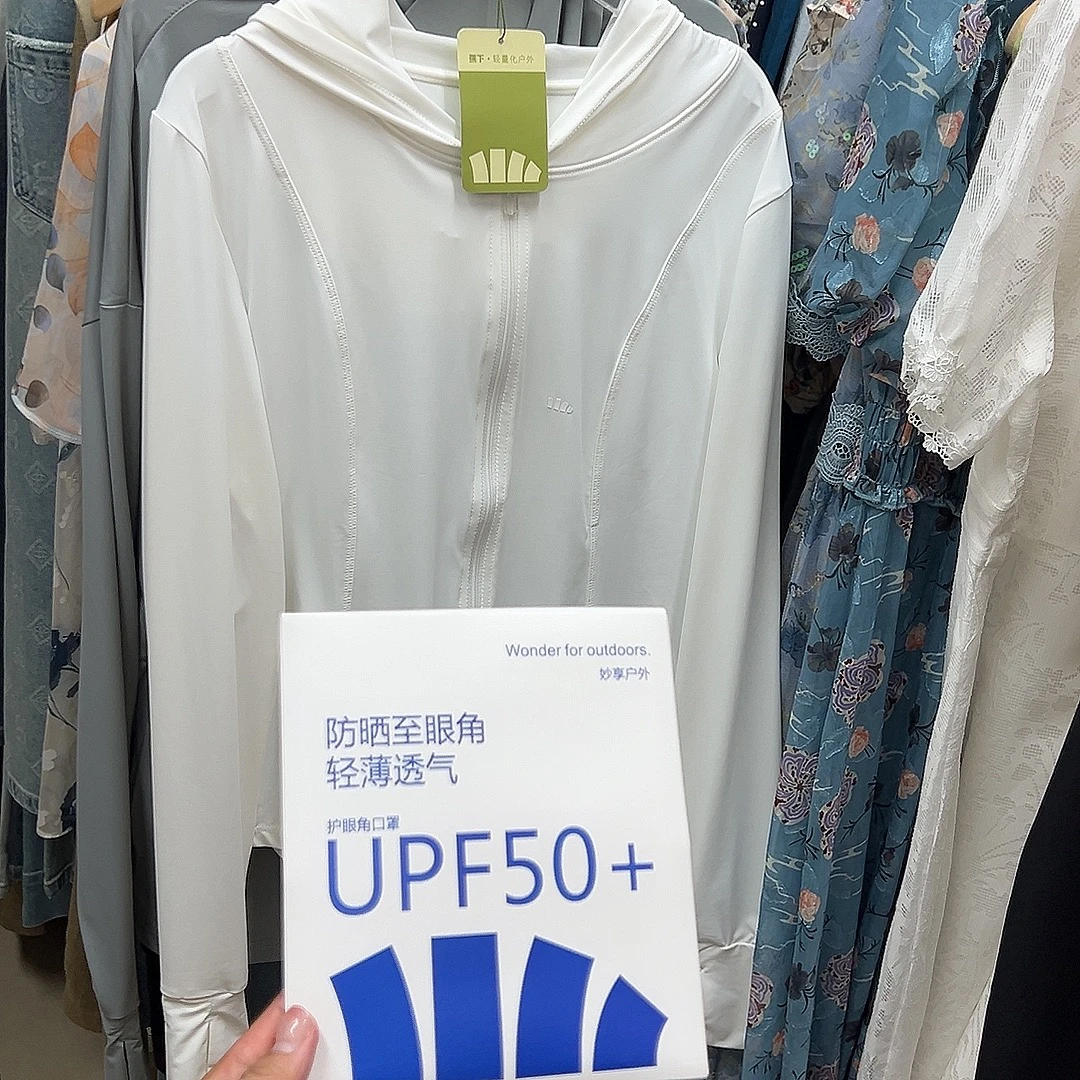 蕉下·轻量化户外
Wonder for outdoors.
妙享户外
防晒至眼角
轻薄透气
护眼角口罩
UPF50+